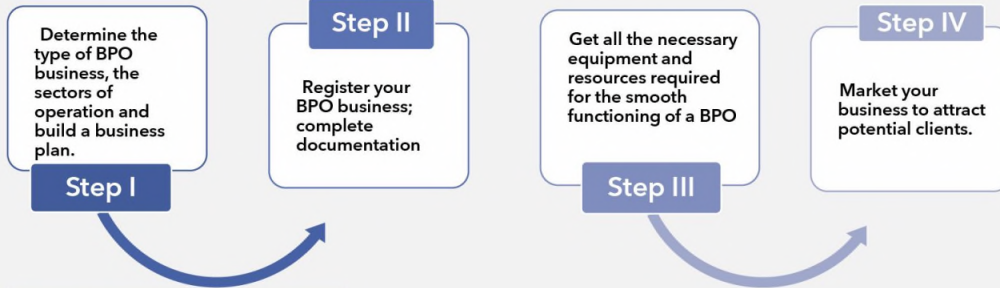 Determine the
type of BPO
business, the
sectors of
operation and
build a business
plan.
Step I
Step II
Register your
BPO business;
complete
documentation
Get all the necessary
equipment and
resources required
for the smooth
functioning of a BPO
Step III
Step IV
Market your
business to attract
potential clients.